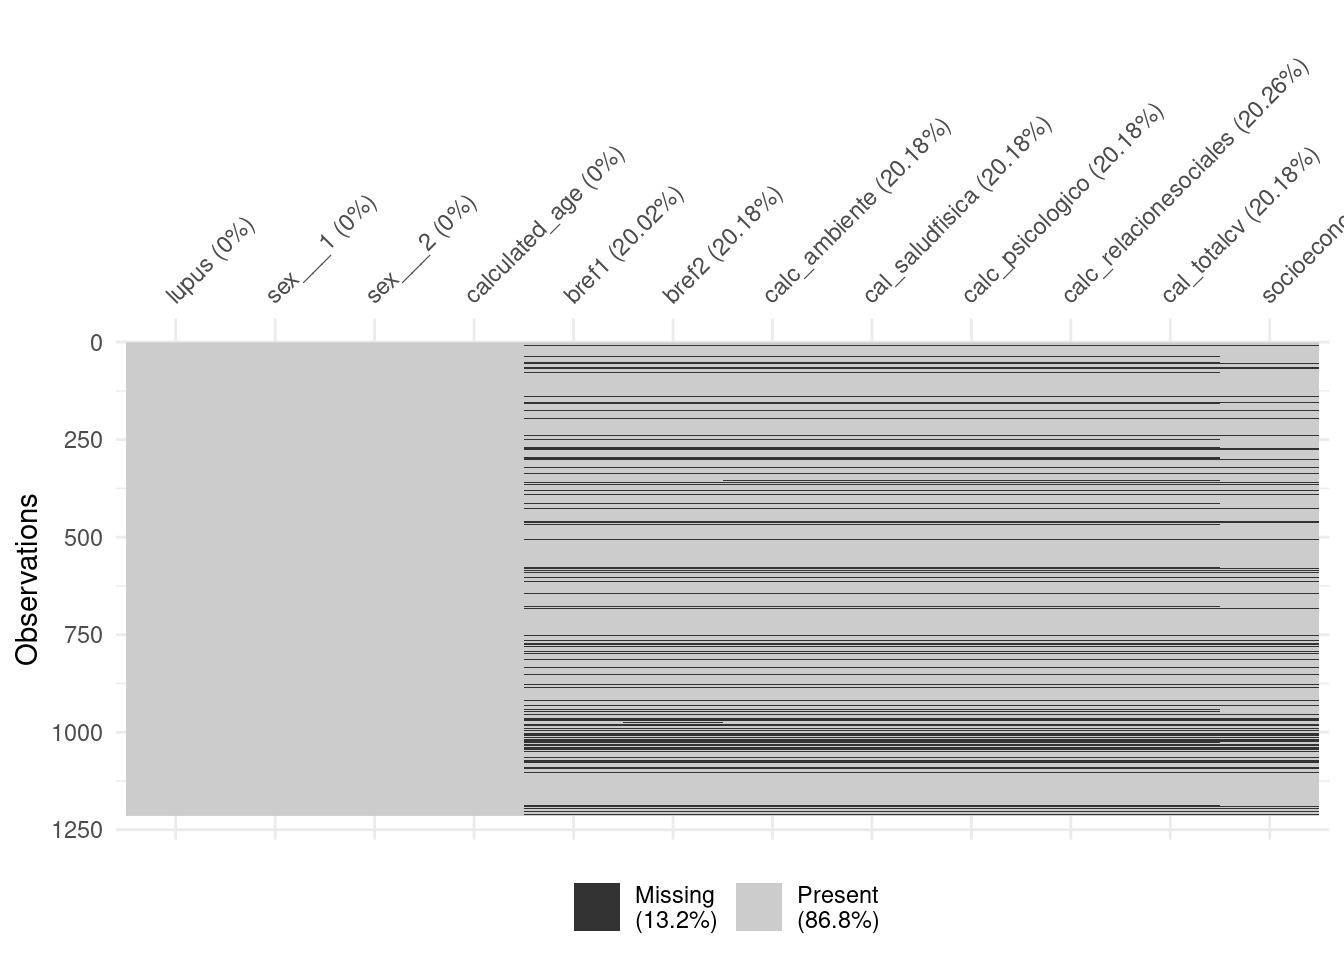 lupus (0%)
sex___1 (0%)
sex___2 (0%)
calculated_age (0%)
bref1 (20.02%)
bref2 (20.18%)
calc_ambiente (20.18%)
cal_saludfisica (20.18%)
calc_psicologico (20.18%)
calc_relacionesociales (20.26%)
cal_totalcv (20.18%)
socioecono
Observations
0
250
500
750
1000
1250
Missing
(13.2%)
Present
(86.8%)